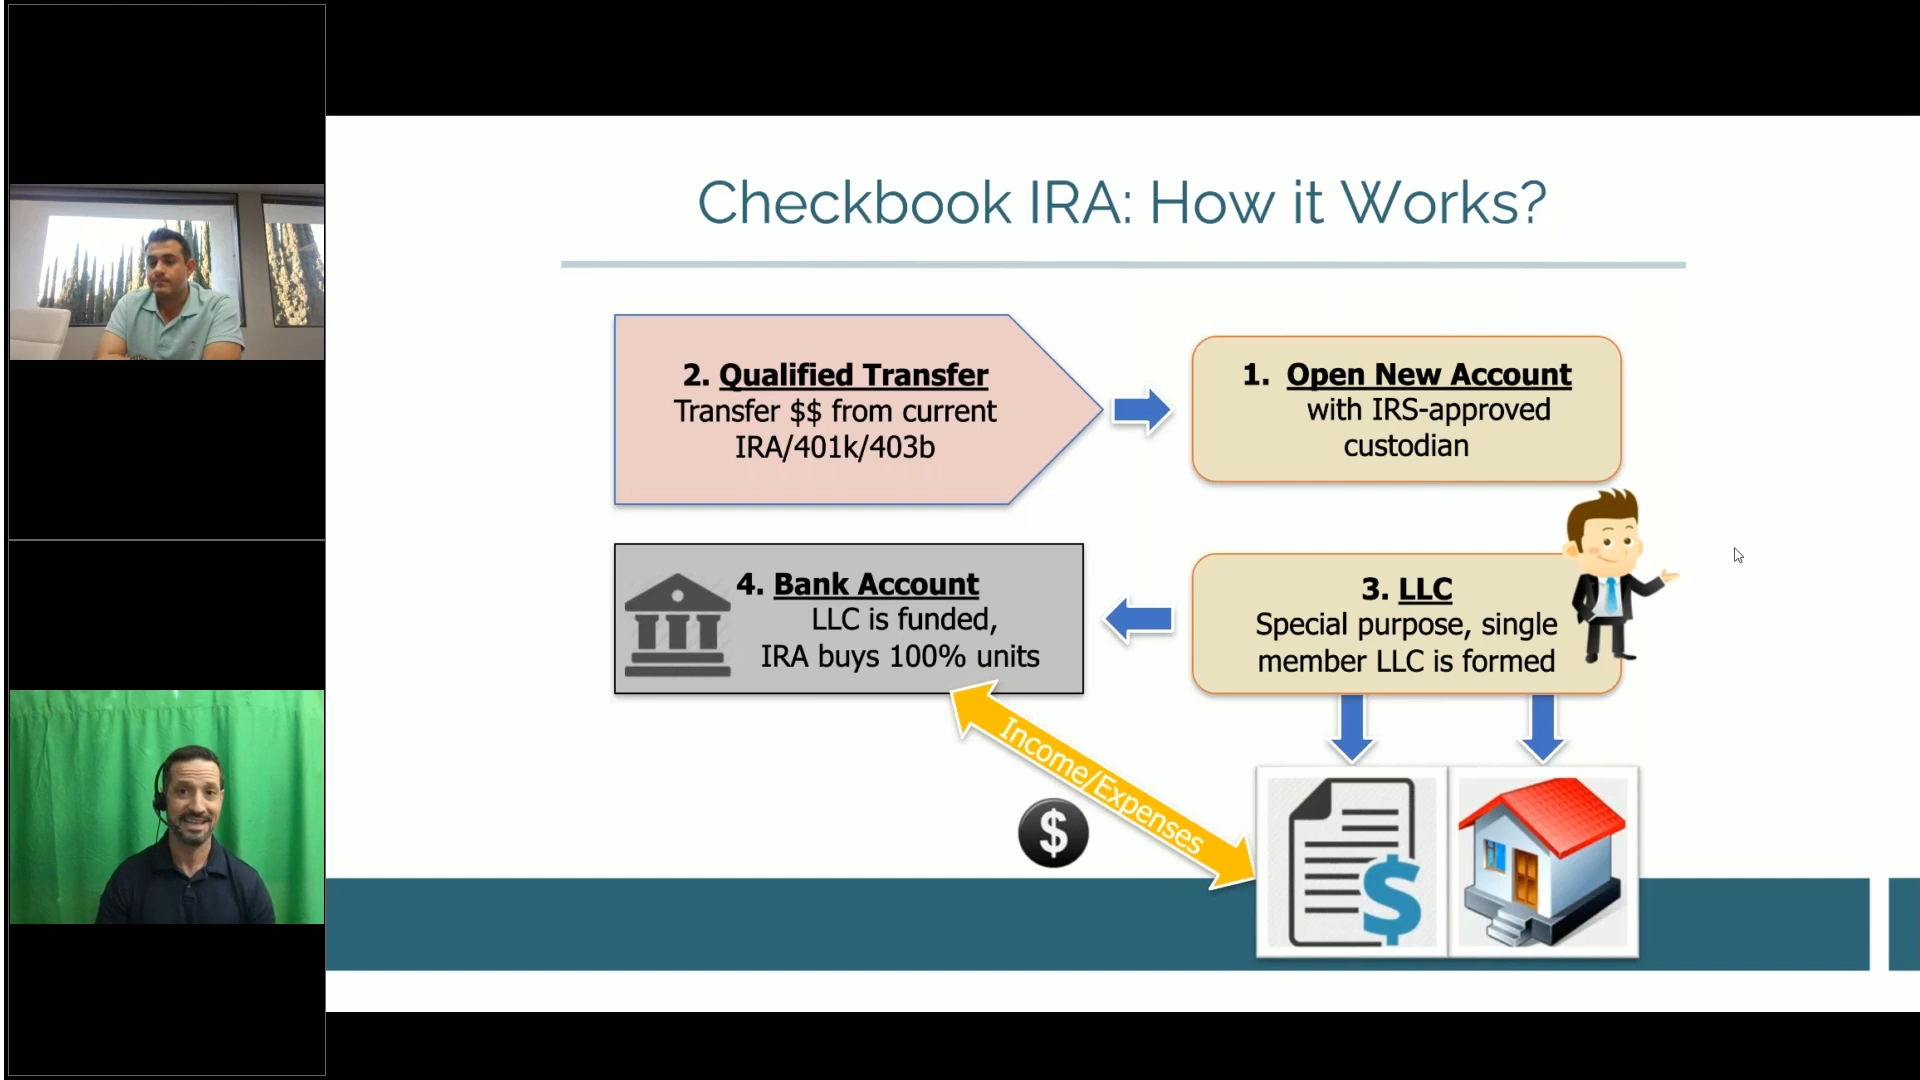 Checkbook IRA: How it Works?
2. Qualified Transfer
Transfer $$ from current
IRA/401k/403b
1. Open New Account
with IRS-approved
custodian
4. Bank Account
LLC is funded,
IRA buys 100% units
3. LLC
Special purpose, single
member LLC is formed
Income/Expenses
$
$